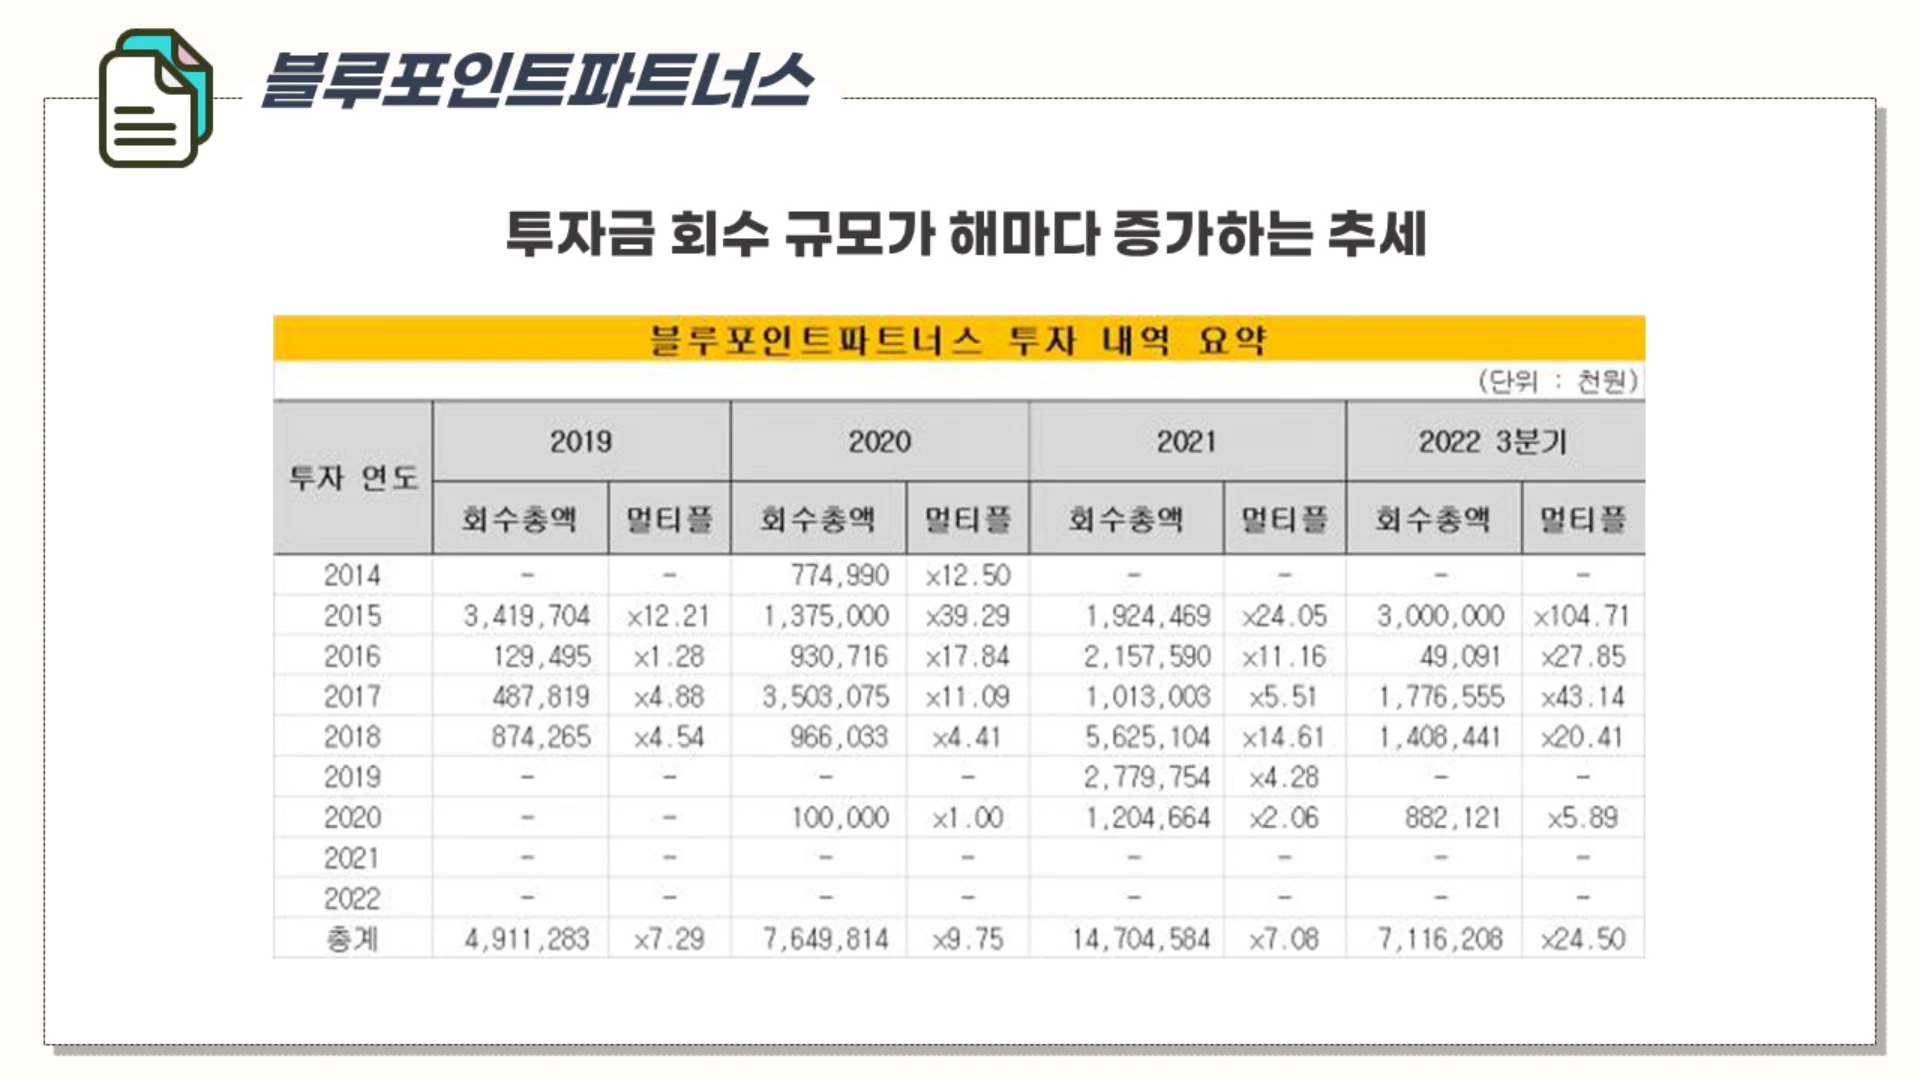 블루포인트파트너스
투자금 회수 규모가 해마다 증가하는 추세
블루포인트파트너스 투자 내역 요약
(단위 : 천원)
투자 연도 2019 2020 2021 2022 3분기
회수총액 멀티플 회수총액 멀티플 회수총액 멀티플 회수총액 멀티플
2014 - - 774,990 x12.50 - - - -
2015 3,419,704 x12.21 1,375,000 x39.29 1,924,469 x24.05 3,000,000 x104.71
2016 129,495 x1.28 930,716 x17.84 2,157,590 x11.16 49,091 x27.85
2017 487,819 x4.88 3,503,075 x11.09 1,013,003 x5.51 1,776,555 x43.14
2018 874,265 x4.54 966,033 x4.41 5,625,104 x14.61 1,408,441 x20.41
2019 - - - - 2,779,754 x4.28 - -
2020 - - 100,000 x1.00 1,204,664 x2.06 882,121 x5.89
2021 - - - - - - - -
2022 - - - - - - - -
총계 4,911,283 x7.29 7,649,814 x9.75 14,704,584 x7.08 7,116,208 x24.50